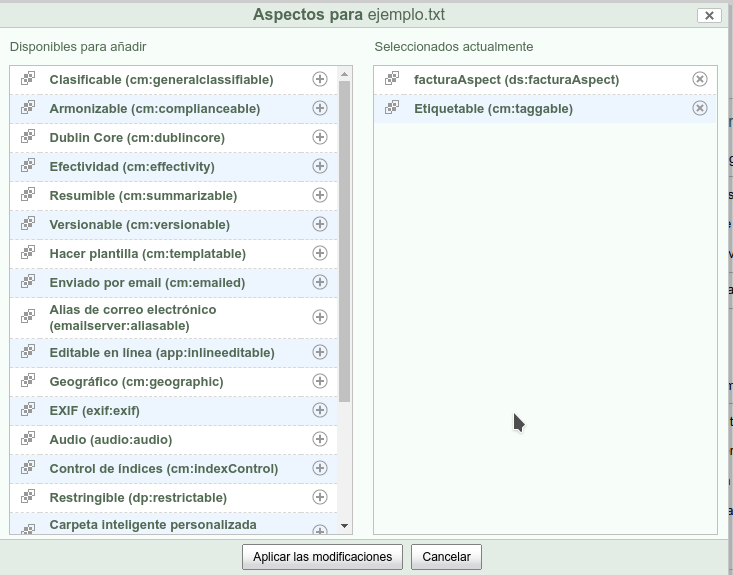 Aspectos para ejemplo.txt
Disponibles para añadir
Clasificable (cm:generalclassifiable)
Armonizable (cm:complianceable)
Dublin Core (cm:dublincore)
Efectividad (cm:effectivity)
Resumible (cm:summarizable)
Versionable (cm:versionable)
Hacer plantilla (cm:templatable)
Enviado por email (cm:emailed)
Alias de correo electrónico
(emailserver:aliasable)
Editable en línea (app:inlineeditable)
Geográfico (cm:geographic)
EXIF (exif:exif)
Audio (audio:audio)
Control de índices (cm:indexControl)
Restringible (dp:restrictable)
Carpeta inteligente personalizada
Seleccionados actualmente
facturaAspect (ds:facturaAspect)
Etiquetable (cm:taggable)
Aplicar las modificaciones
Cancelar